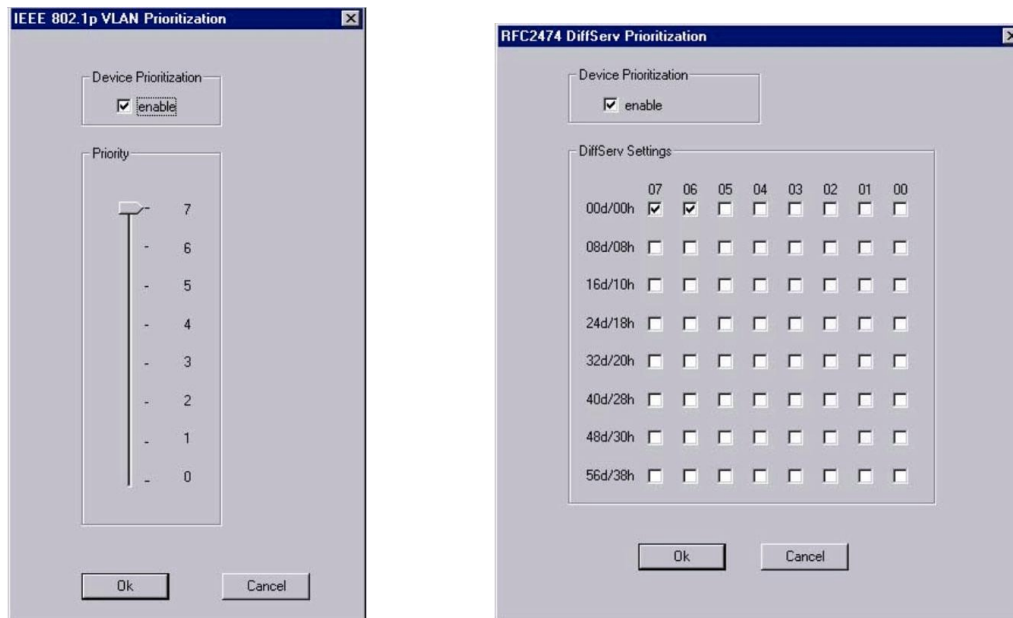 IEEE 802.1p VLAN Prioritization
Device Prioritization
enable
Priority
7
6
5
4
3
2
1
0
Ok Cancel
RFC2474 DiffServ Prioritization
Device Prioritization
enable
DiffServ Settings
07 06 05 04 03 02 01 00
00d/00h
08d/08h
16d/10h
24d/18h
32d/20h
40d/28h
48d/30h
56d/38h
Ok Cancel